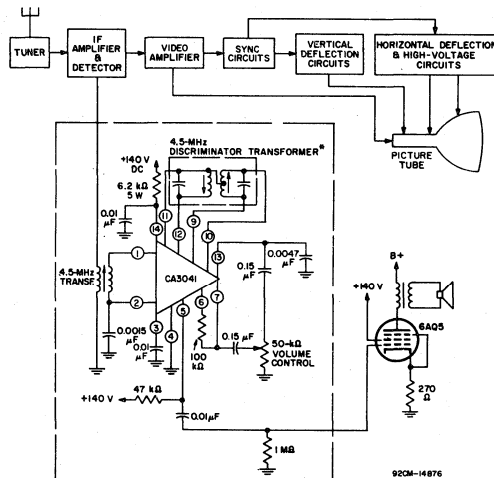 TUNER
IF
AMPLIFIER
&
DETECTOR
VIDEO
AMPLIFIER
SYNC
CIRCUITS
VERTICAL
DEFLECTION
CIRCUITS
HORIZONTAL DEFLECTION
& HIGH-VOLTAGE
CIRCUITS
PICTURE
TUBE
4.5-MHz
DISCRIMINATOR TRANSFORMER*
+140 V
DC
6.2 kΩ
5 W
0.01
μF
14
11
12
9
10
13
4.5-MHz
TRANSF.
1
2
CA3041
3
4
5
6
7
0.15
μF
0.0047
μF
0.0015
μF
0.01
μF
100
kΩ
0.15 μF
50-kΩ
VOLUME
CONTROL
+140 V
47 kΩ
0.01μF
1 MΩ
+140 V
B+
6AQ5
270
Ω
92CM-14876